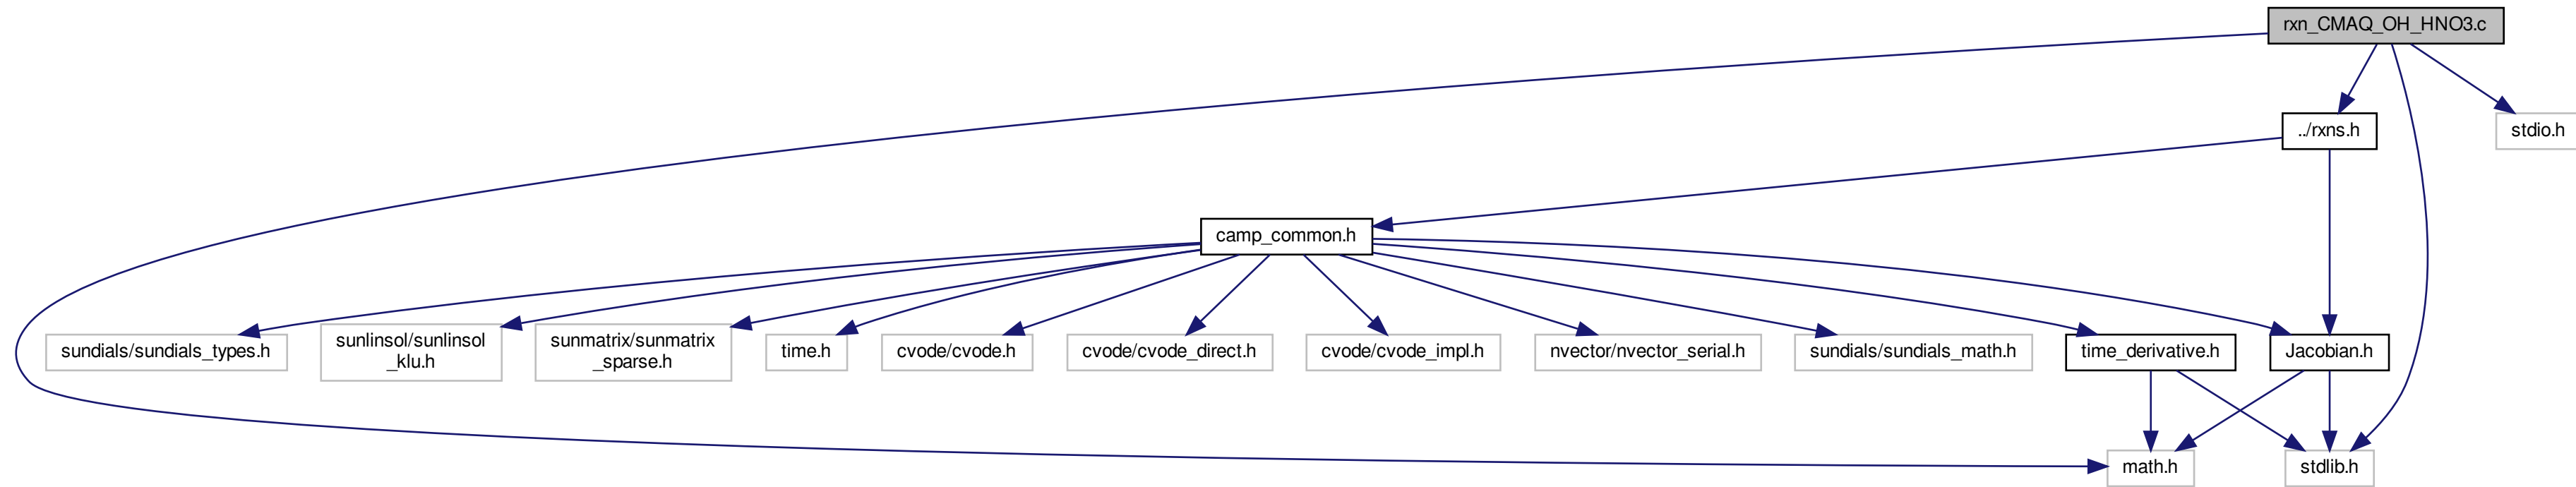 rxn_CMAQ_OH_HNO3.c
../rxns.h
stdio.h
camp_common.h
sundials/sundials_types.h
sunlinsol/sunlinsol
_klu.h
sunmatrix/sunmatrix
_sparse.h
time.h
cvode/cvode.h
cvode/cvode_direct.h
cvode/cvode_impl.h
nvector/nvector_serial.h
sundials/sundials_math.h
time_derivative.h
Jacobian.h
math.h
stdlib.h